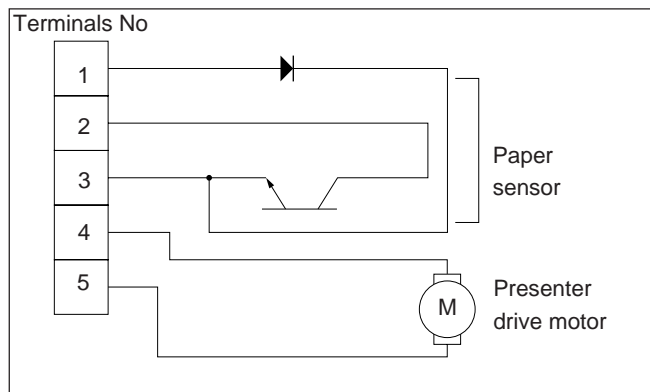 Terminals No
1
2
3
4
5
Paper
sensor
M
Presenter
drive motor